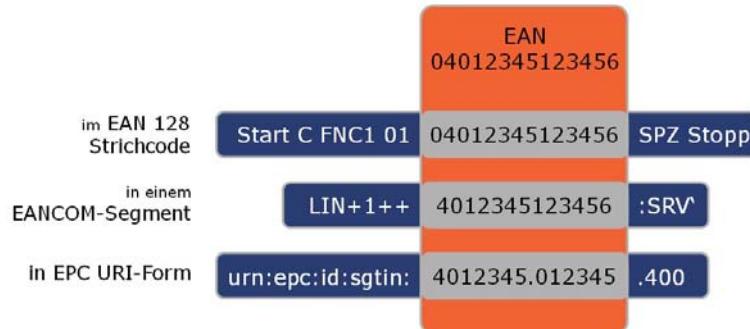 EAN
04012345123456
im EAN 128
Strichcode
Start C FNC1 01 04012345123456 SPZ Stopp
in einem
EANCOM-Segment
LIN+1++ 4012345123456 :SRV'
in EPC URI-Form urn:epc:id:sgtin: 4012345.012345 .400